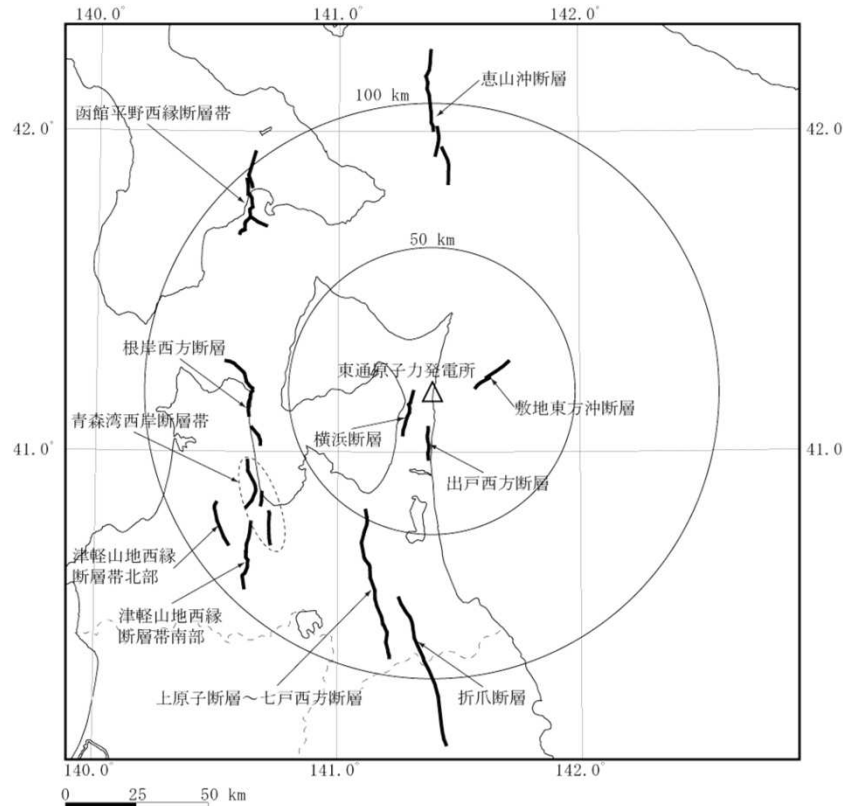 140.0°
141.0°
142.0°
恵山沖断層
100 km
函館平野西縁断層帯
42.0°
42.0°
50 km
根岸西方断層
東通原子力発電所
敷地東方沖断層
青森湾西岸断層帯
横浜断層
41.0°
41.0°
出戸西方断層
津軽山地西縁
断層帯北部
津軽山地西縁
断層帯南部
上原子断層～七戸西方断層
折爪断層
140.0°
141.0°
142.0°
0 25 50 km